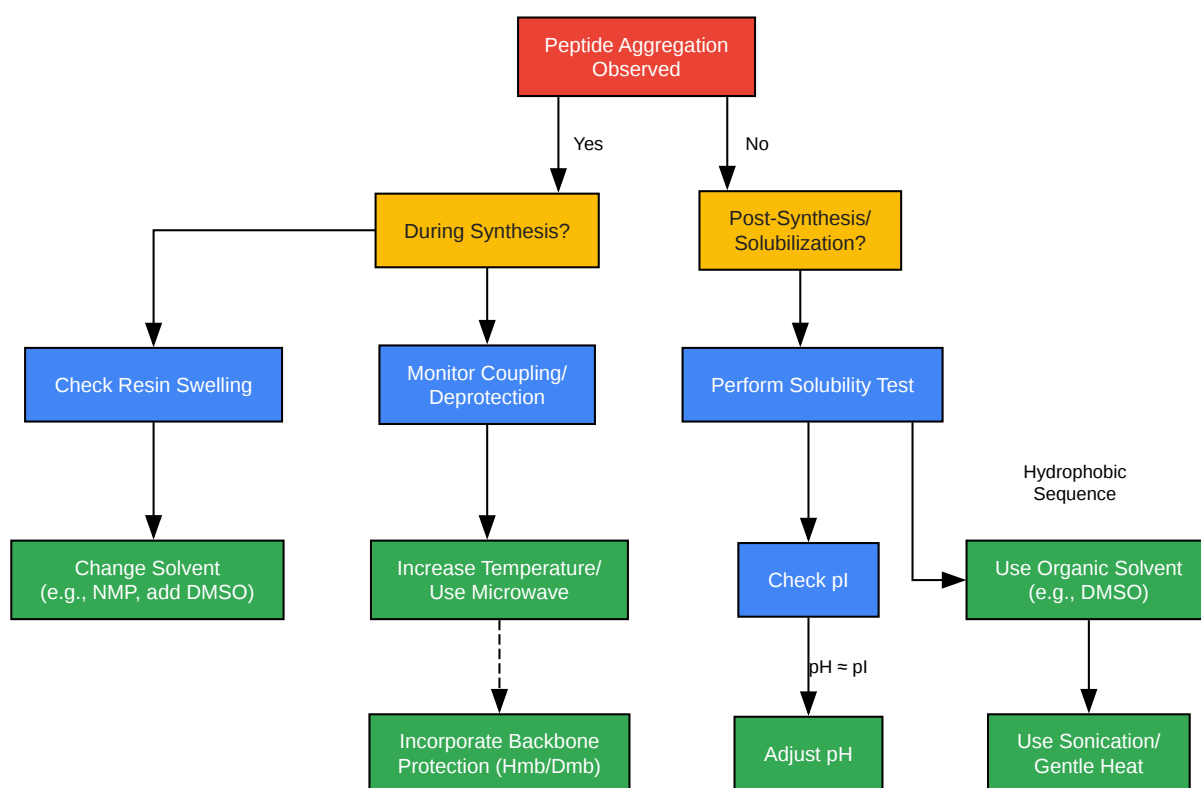 Peptide Aggregation
Observed
Yes
No
During Synthesis?
Post-Synthesis/
Solubilization?
Check Resin Swelling
Monitor Coupling/
Deprotection
Perform Solubility Test
Hydrophobic
Sequence
Change Solvent
(e.g., NMP, add DMSO)
Increase Temperature/
Use Microwave
Check pI
Use Organic Solvent
(e.g., DMSO)
pH ≈ pI
Incorporate Backbone
Protection (Hmb/Dmb)
Adjust pH
Use Sonication/
Gentle Heat